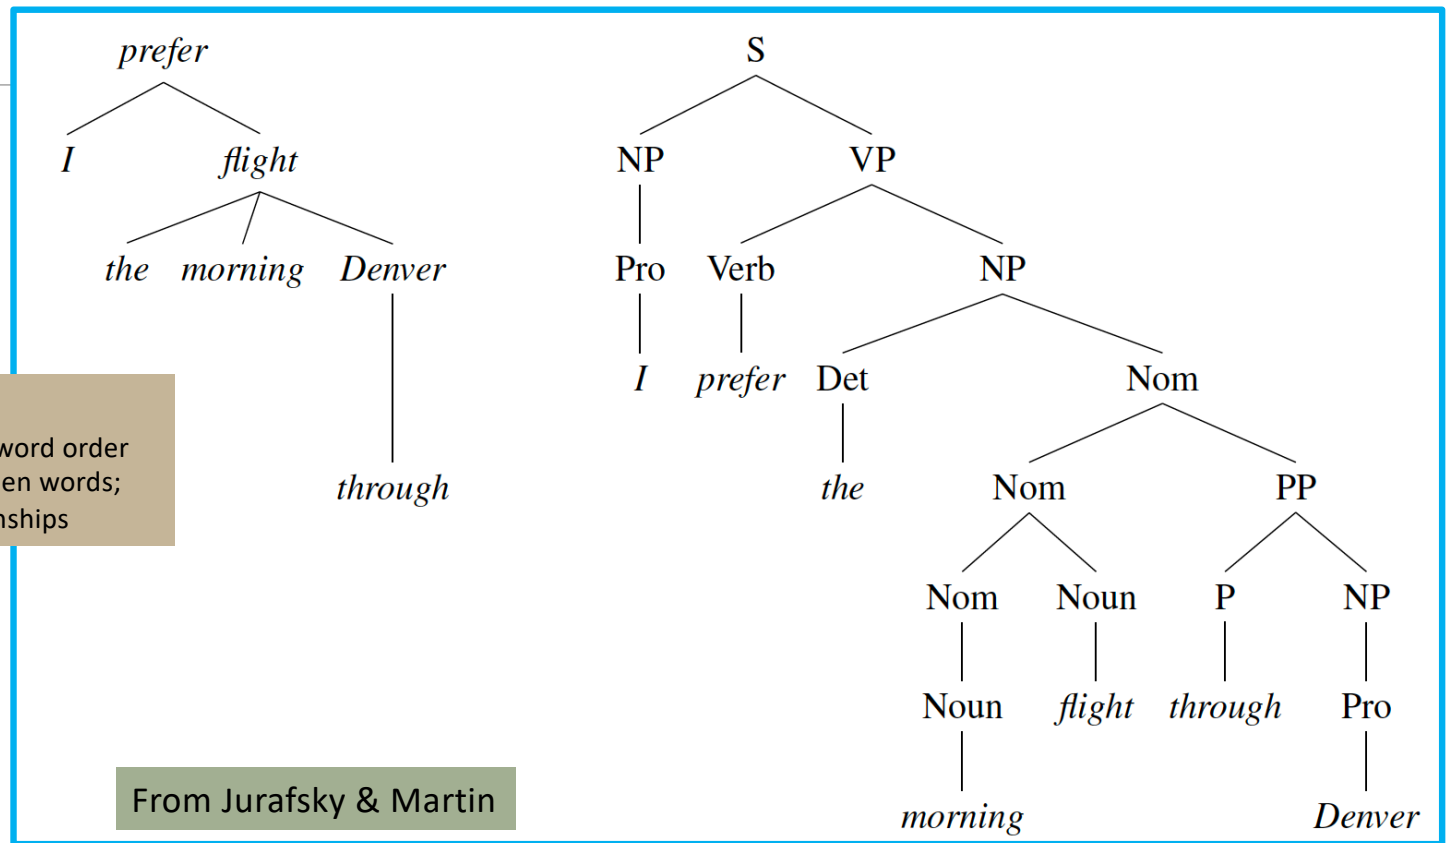 prefer
I flight
the morning Denver
through
S
NP VP
Pro Verb NP
I prefer Det Nom
the Nom PP
Nom Noun P NP
Noun flight through Pro
morning Denver
word order
en words;
nships
From Jurafsky & Martin